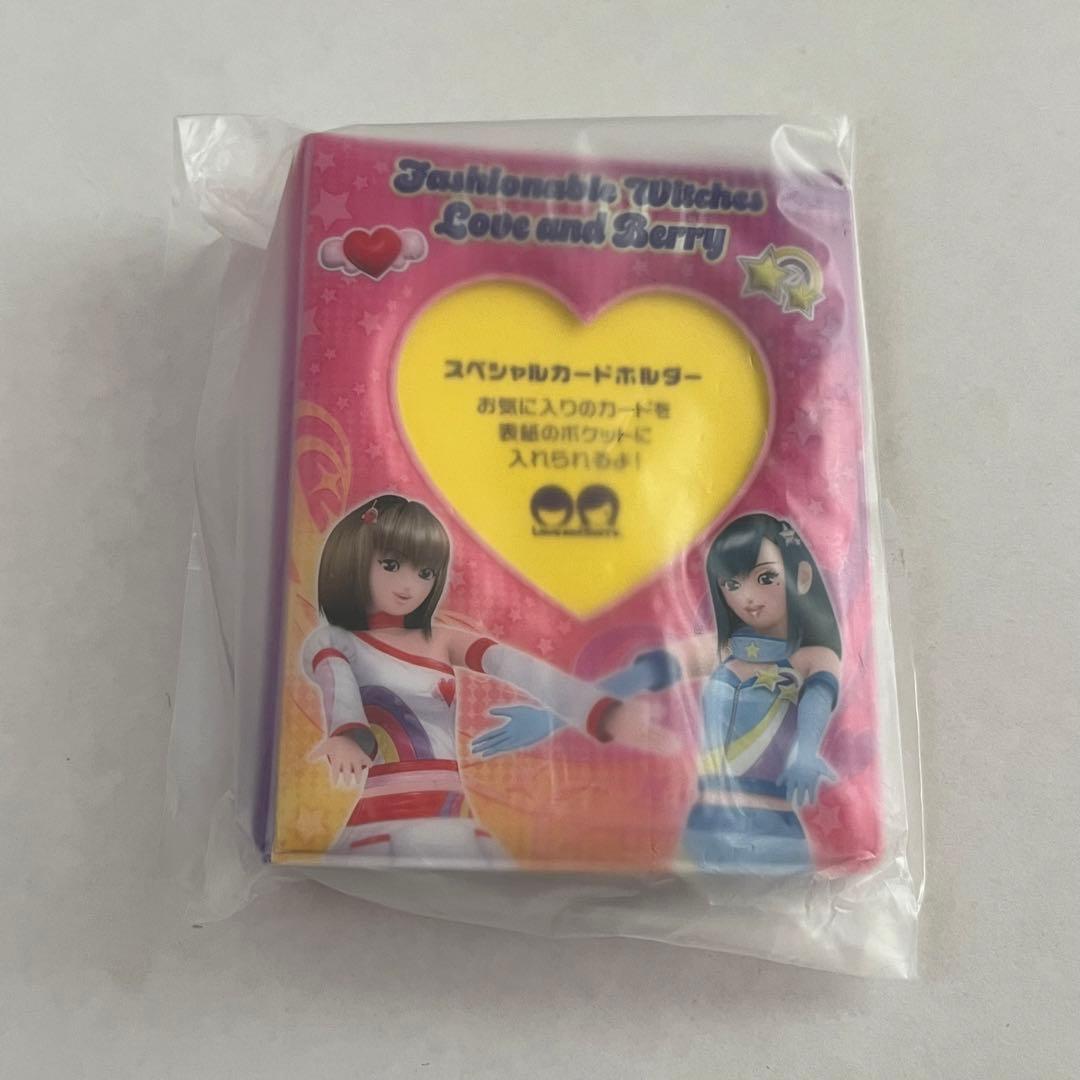 Fashionable Witches
Love and Berry
スペシャルカードホルダー
お気に入りのカードを
表紙のポケットに
入れられるよ!